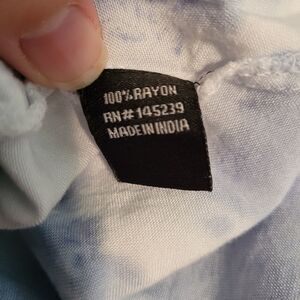 100% RAYON
RN# 145239
MADE IN INDIA